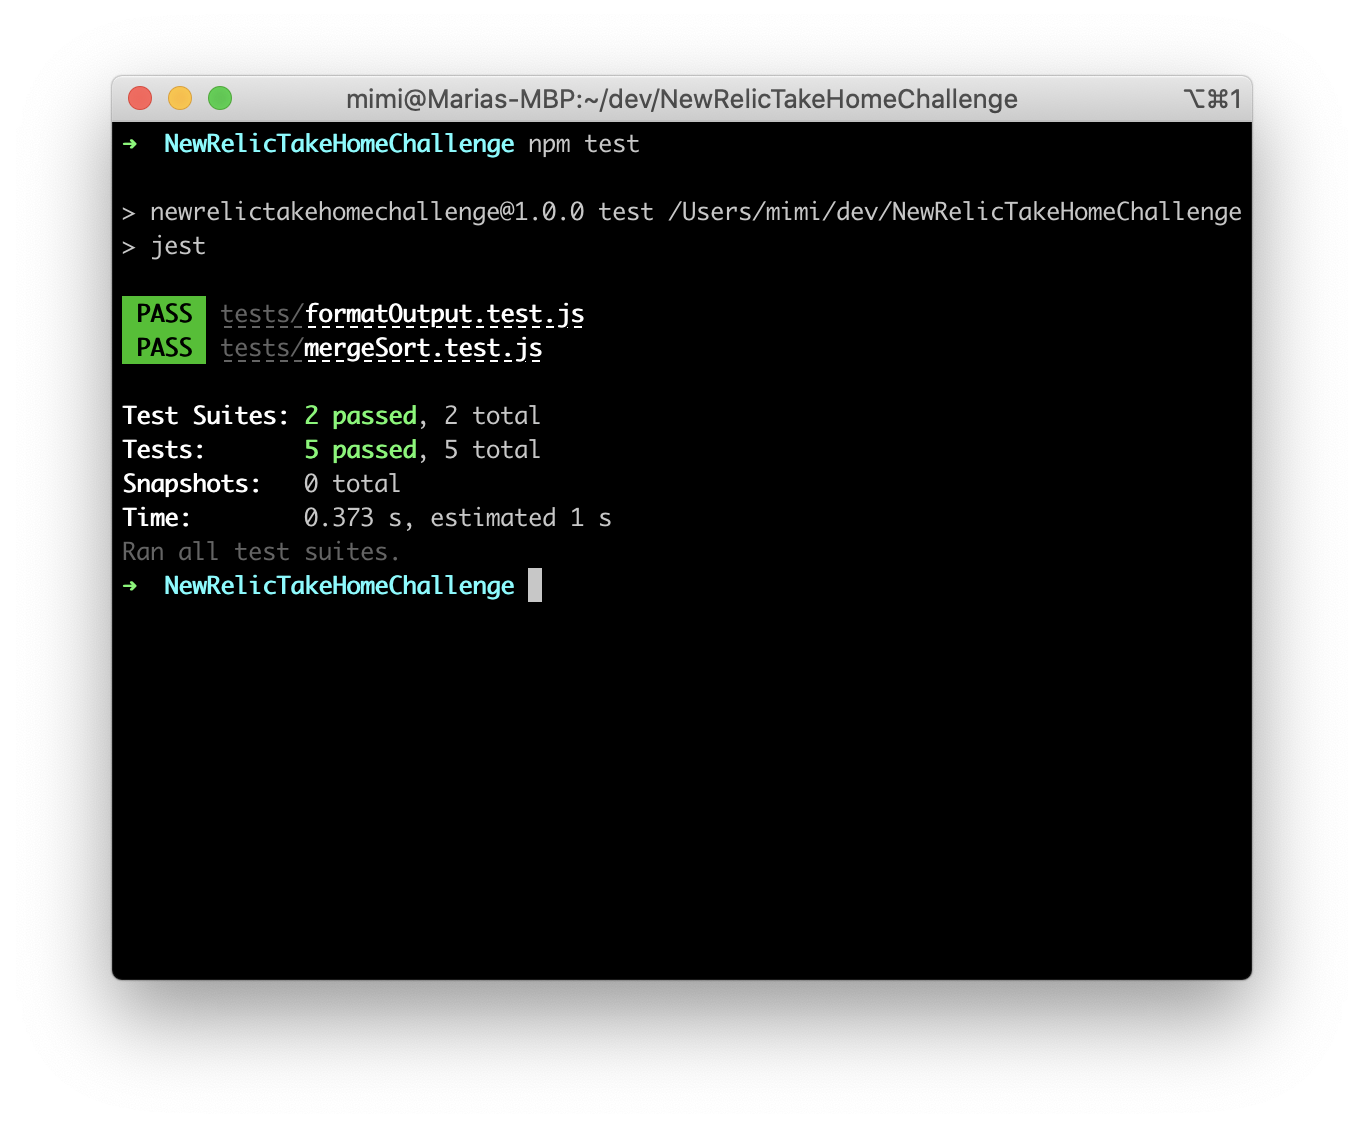 mimi@Marias-MBP:~/dev/NewRelicTakeHomeChallenge ⌥⌘1
➜ NewRelicTakeHomeChallenge npm test
> newrelictakehomechallenge@1.0.0 test /Users/mimi/dev/NewRelicTakeHomeChallenge
> jest
PASS tests/formatOutput.test.js
PASS tests/mergeSort.test.js
Test Suites: 2 passed, 2 total
Tests: 5 passed, 5 total
Snapshots: 0 total
Time: 0.373 s, estimated 1 s
Ran all test suites.
➜ NewRelicTakeHomeChallenge